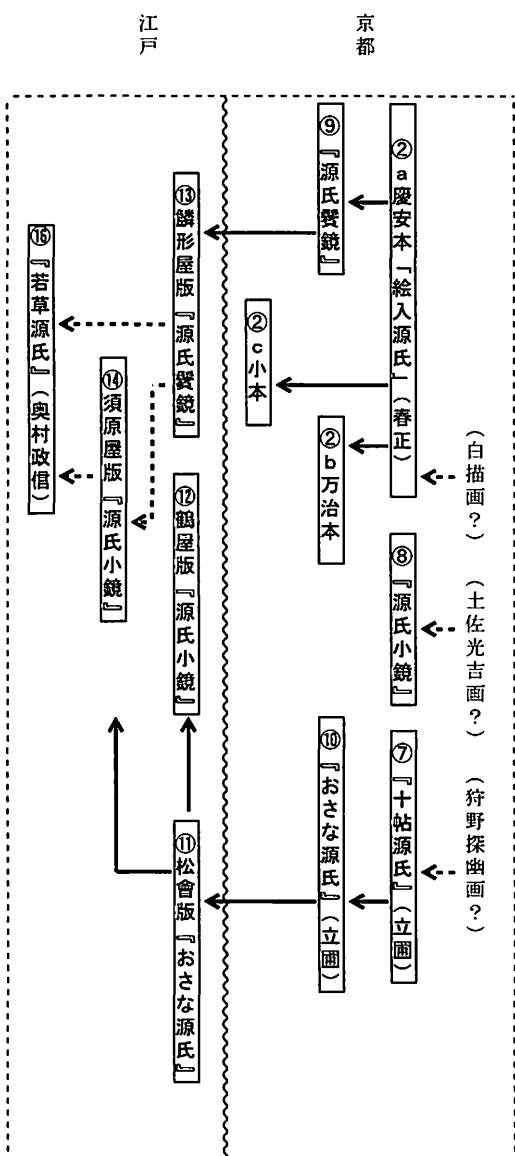 京都
江戸
(白描画?)
(土佐光吉画?)
(狩野探幽画?)
②a慶安本「絵入源氏」(春正)
⑧『源氏小鏡』
⑦『十帖源氏』(立圃)
⑨『源氏鬢鏡』
②b万治本
⑩『おさな源氏』(立圃)
②c小本
⑬鱗形屋版『源氏鬢鏡』
⑫鶴屋版『源氏小鏡』
⑪松會版『おさな源氏』
⑭須原屋版『源氏小鏡』
⑯『若草源氏』(奥村政信)